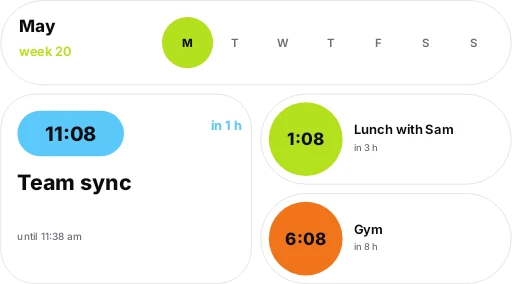 May
week 20
M T W T F S S
11:08
in 1 h
Team sync
until 11:38 am
1:08
Lunch with Sam
in 3 h
6:08
Gym
in 8 h